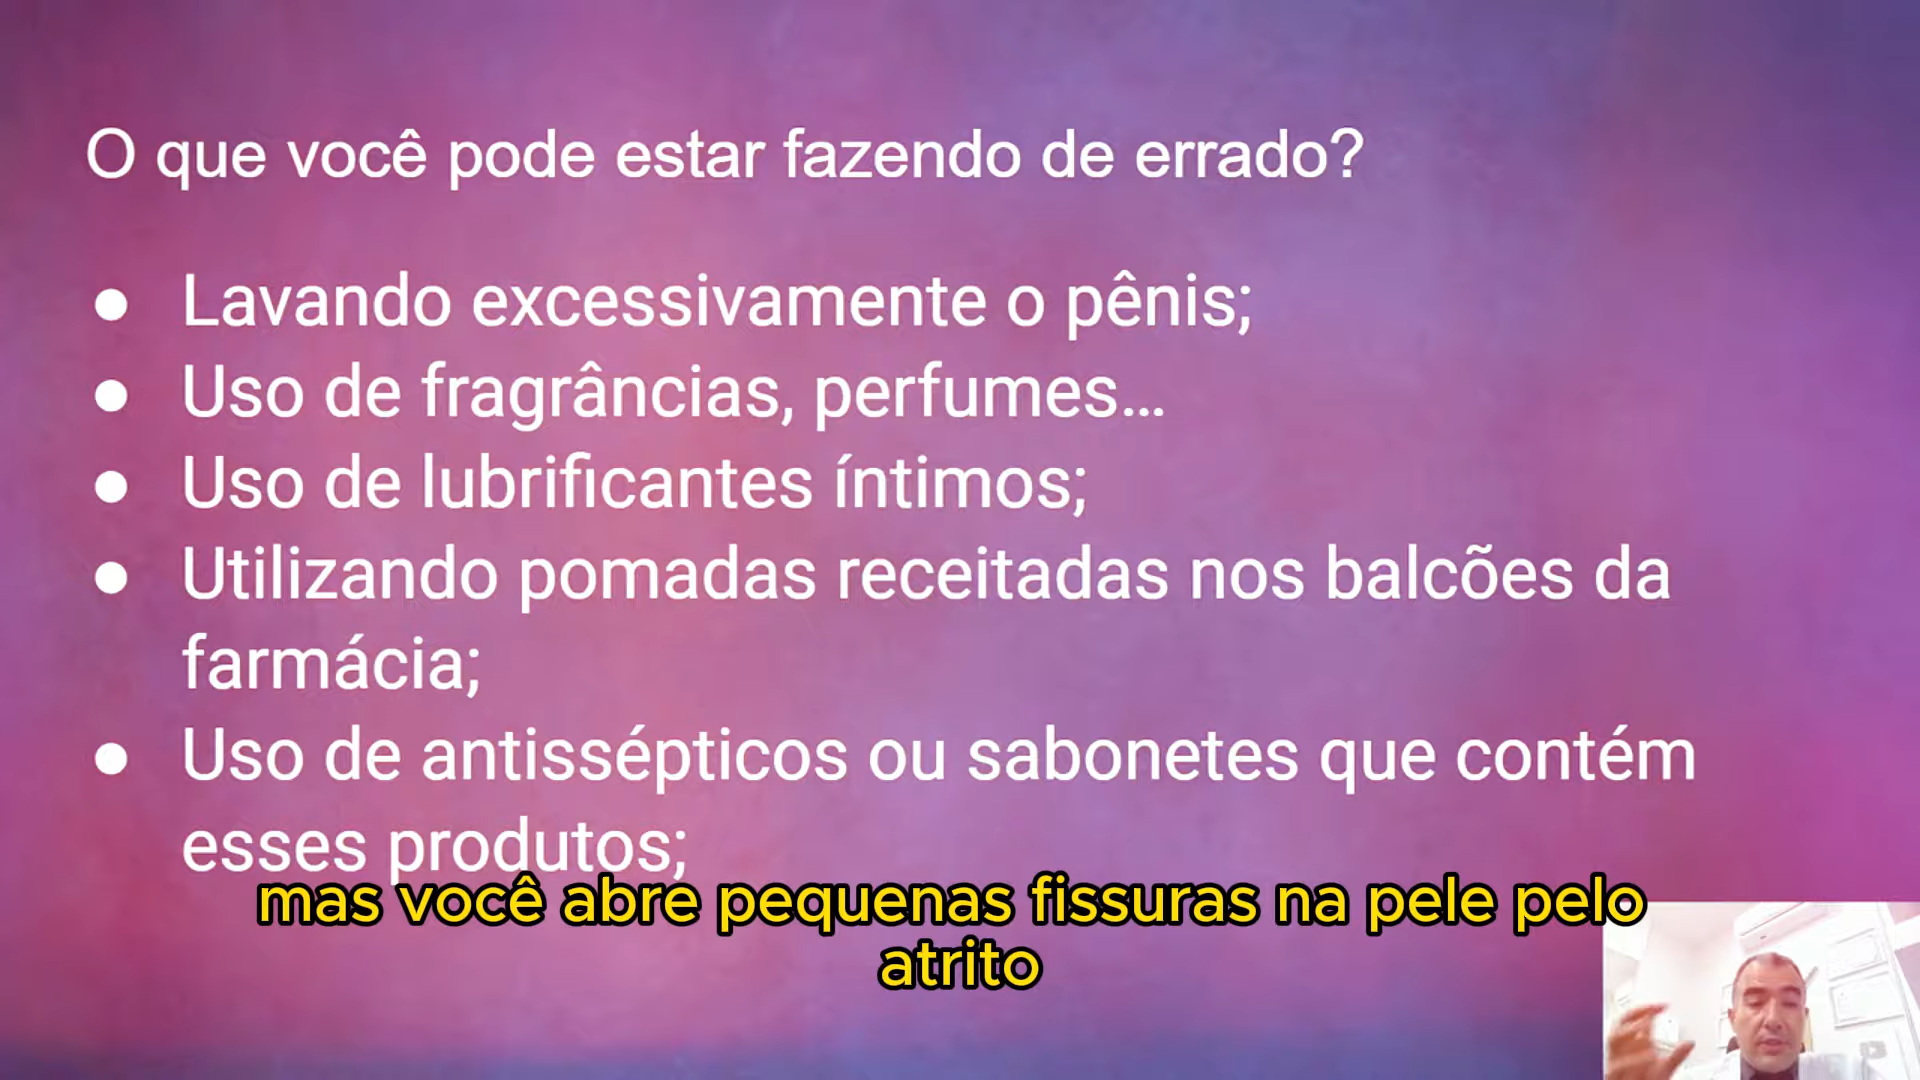 O que você pode estar fazendo de errado?
● Lavando excessivamente o pênis;
● Uso de fragrâncias, perfumes...
● Uso de lubrificantes íntimos;
● Utilizando pomadas receitadas nos balcões da
farmácia;
● Uso de antissépticos ou sabonetes que contém
esses produtos;
mas você abre pequenas fissuras na pele pelo
atrito